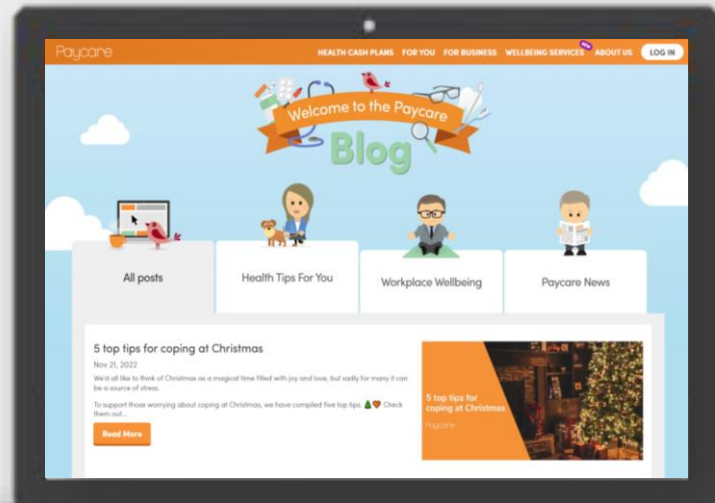 Paycare
HEALTH CASH PLANS FOR YOU FOR BUSINESS WELLBEING SERVICES NEW ABOUT US LOG IN
Welcome to the Paycare
Blog
All posts
Health Tips For You
Workplace Wellbeing
Paycare News
5 top tips for coping at Christmas
Nov 21, 2022
We'd all like to think of Christmas as a magical time filled with joy and love, but sadly for many it can
be a source of stress.
To support those worrying about coping at Christmas, we have compiled five top tips. 🎄🧡 Check
them out...
Read More
5 top tips for
coping at Christmas
Paycare